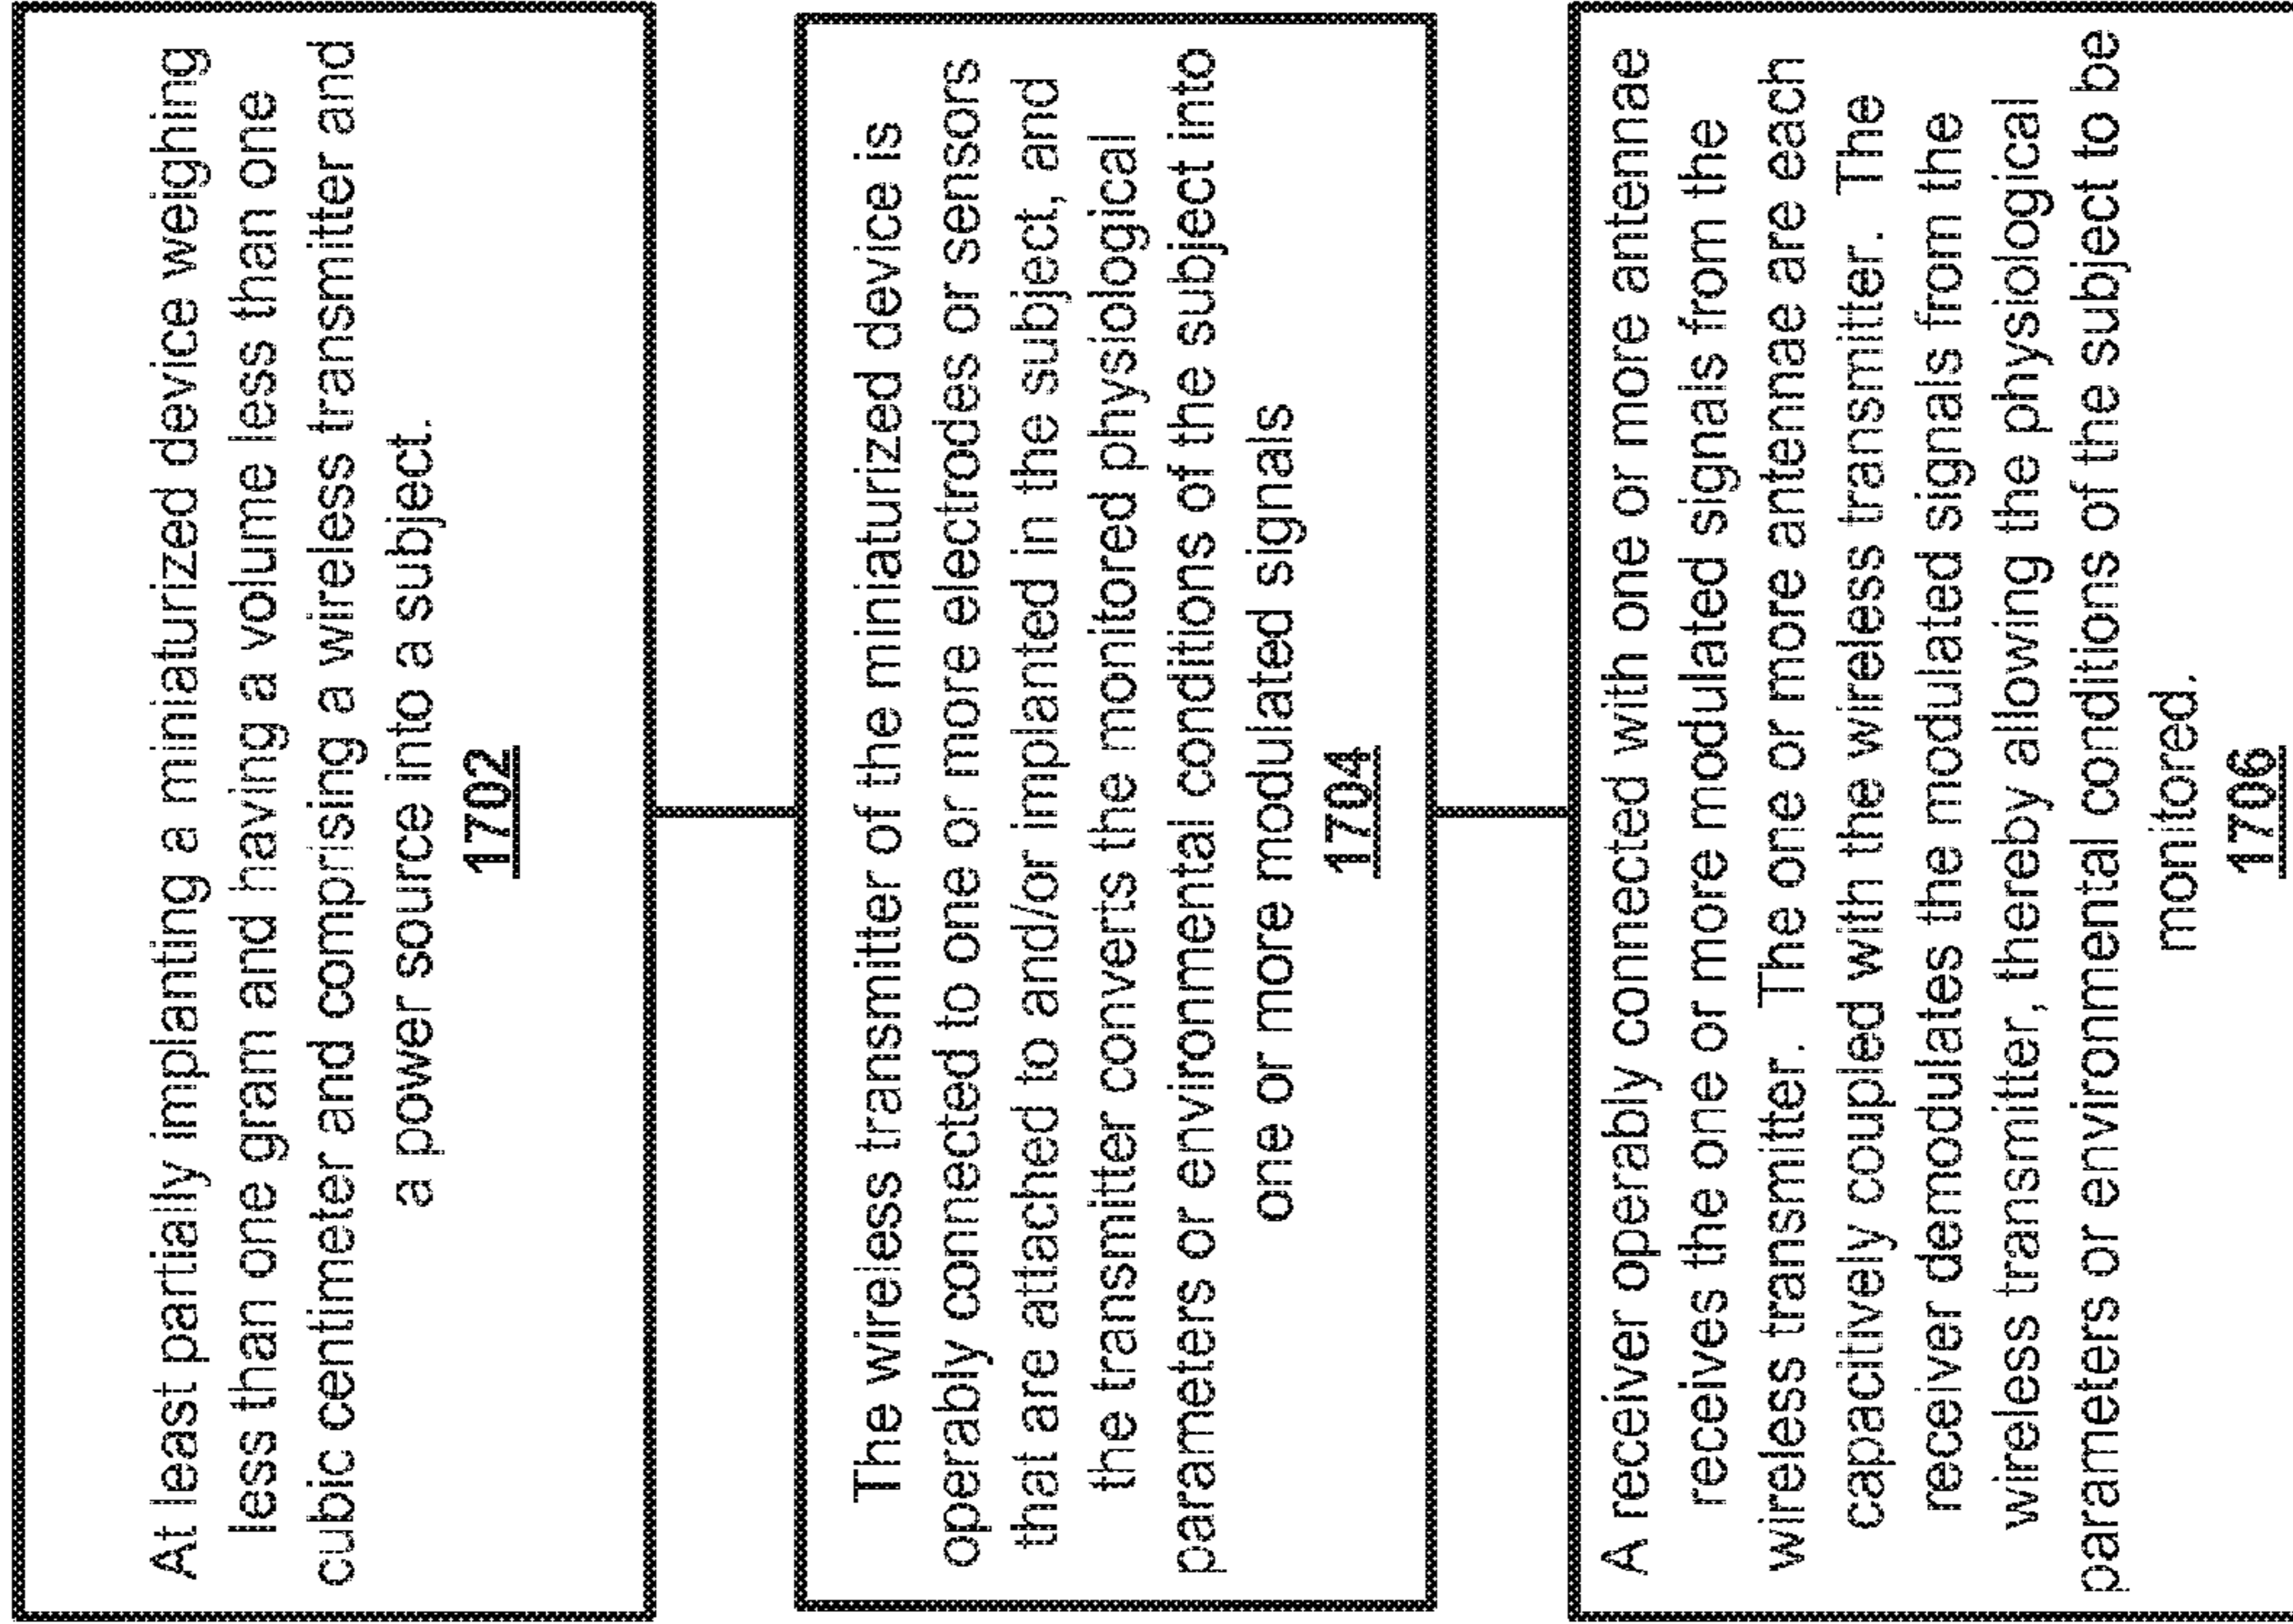 At least partially implanting a miniaturized device weighing
less than one gram and having a volume less than one
cubic centimeter and comprising a wireless transmitter and
a power source into a subject.
1702
The wireless transmitter of the miniaturized device is
operably connected to one or more electrodes or sensors
that are attached to and/or implanted in the subject, and
the transmitter converts the monitored physiological
parameters or environmental conditions of the subject into
one or more modulated signals
1704
A receiver operably connected with one or more antennae
receives the one or more modulated signals from the
wireless transmitter. The one or more antennae are each
capacitively coupled with the wireless transmitter. The
receiver demodulates the modulated signals from the
wireless transmitter, thereby allowing the physiological
parameters or environmental conditions of the subject to be
monitored.
1706